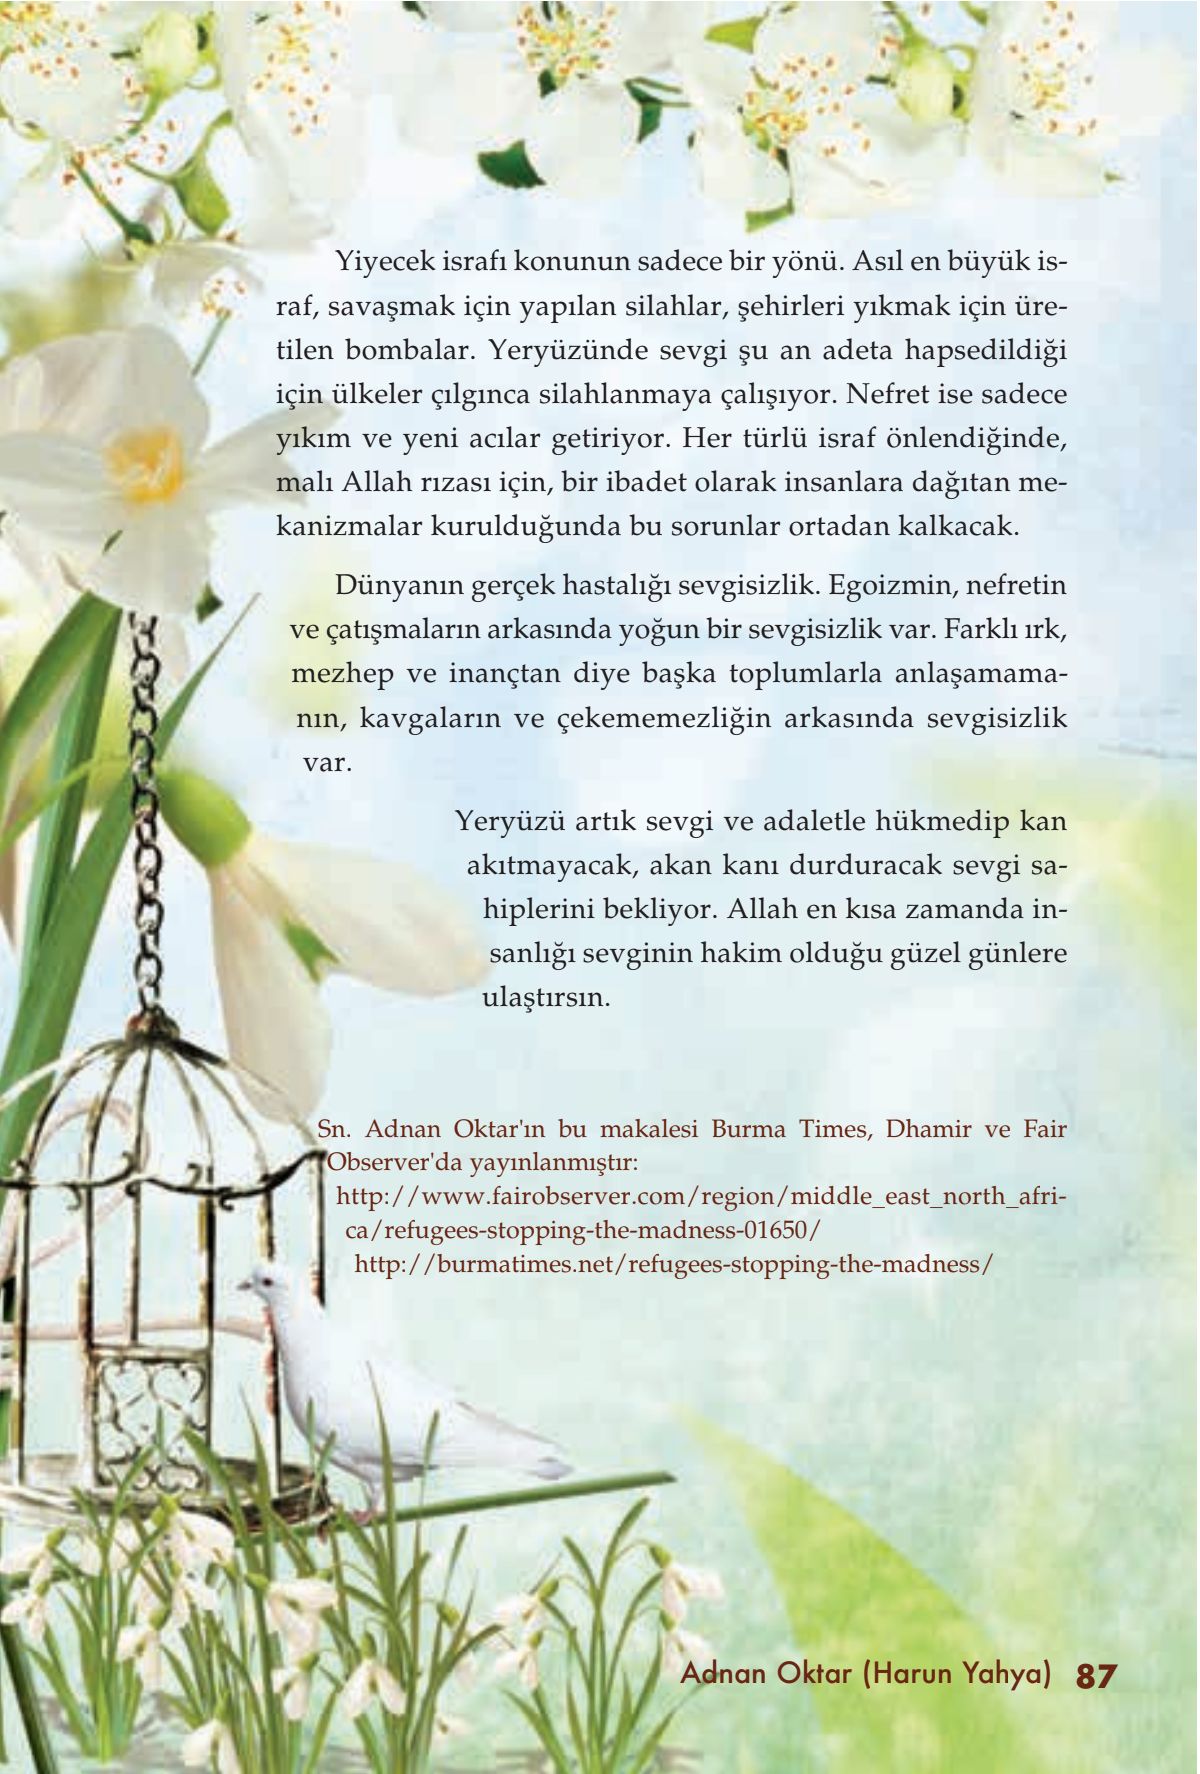 Yiyecek israfı konunun sadece bir yönü. Asıl en büyük is-
raf, savaşmak için yapılan silahlar, şehirleri yıkmak için üre-
tilen bombalar. Yeryüzünde sevgi şu an adeta hapsedildiği
için ülkeler çılgınca silahlanmaya çalışıyor. Nefret ise sadece
yıkım ve yeni acılar getiriyor. Her türlü israf önlendiğinde,
malı Allah rızası için, bir ibadet olarak insanlara dağıtan me-
kanizmalar kurulduğunda bu sorunlar ortadan kalkacak.
Dünyanın gerçek hastalığı sevgisizlik. Egoizmin, nefretin
ve çatışmaların arkasında yoğun bir sevgisizlik var. Farklı ırk,
mezhep ve inançtan diye başka toplumlarla anlaşamama-
nın, kavgaların ve çekememezliğin arkasında sevgisizlik
var.
Yeryüzü artık sevgi ve adaletle hükmedip kan
akıtmayacak, akan kanı durduracak sevgi sa-
hiplerini bekliyor. Allah en kısa zamanda in-
sanlığı sevginin hakim olduğu güzel günlere
ulaştırsın.
Sn. Adnan Oktar'ın bu makalesi Burma Times, Dhamir ve Fair
Observer'da yayınlanmıştır:
http://www.fairobserver.com/region/middle_east_north_afri-
ca/refugees-stopping-the-madness-01650/
http://burmatimes.net/refugees-stopping-the-madness/
Adnan Oktar (Harun Yahya) 87